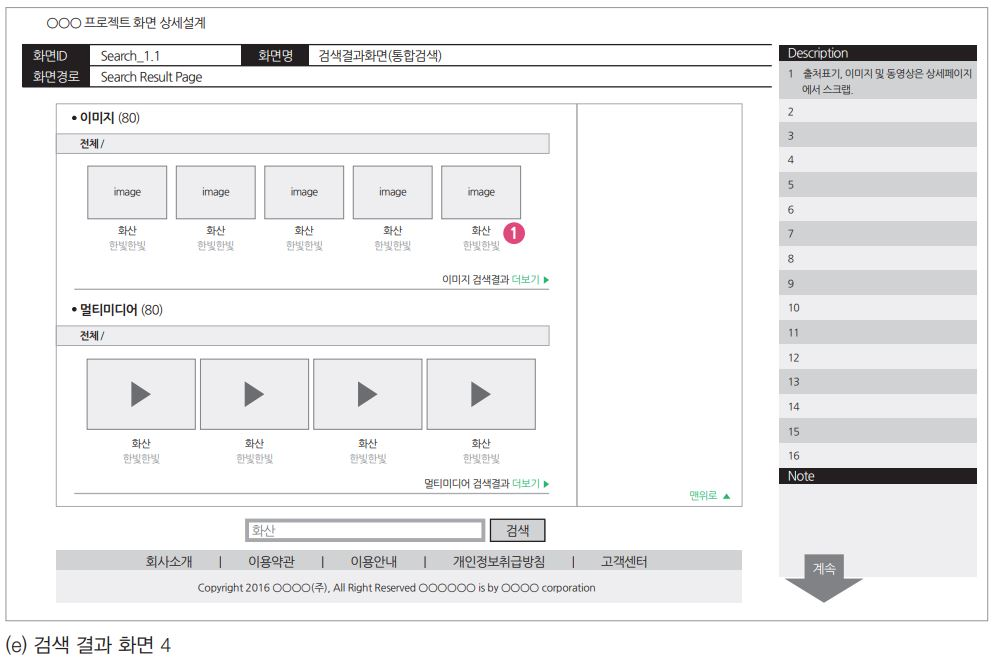 ○○○ 프로젝트 화면 상세설계
화면ID Search_1.1 화면명 검색결과화면(통합검색)
화면경로 Search Result Page
• 이미지 (80)
전체 /
image image image image image
화산 화산 화산 화산 화산
한빛한빛 한빛한빛 한빛한빛 한빛한빛 한빛한빛
1
이미지 검색결과 더보기 ▶
• 멀티미디어 (80)
전체 /
화산 화산 화산 화산
한빛한빛 한빛한빛 한빛한빛 한빛한빛
멀티미디어 검색결과 더보기 ▶
맨위로 ▲
화산 검색
회사소개 | 이용약관 | 이용안내 | 개인정보취급방침 | 고객센터
Copyright 2016 ○○○○(주), All Right Reserved ○○○○○○ is by ○○○○ corporation
Description
1 출처표기, 이미지 및 동영상은 상세페이지
에서 스크랩.
2
3
4
5
6
7
8
9
10
11
12
13
14
15
16
Note
계속
(e) 검색 결과 화면 4